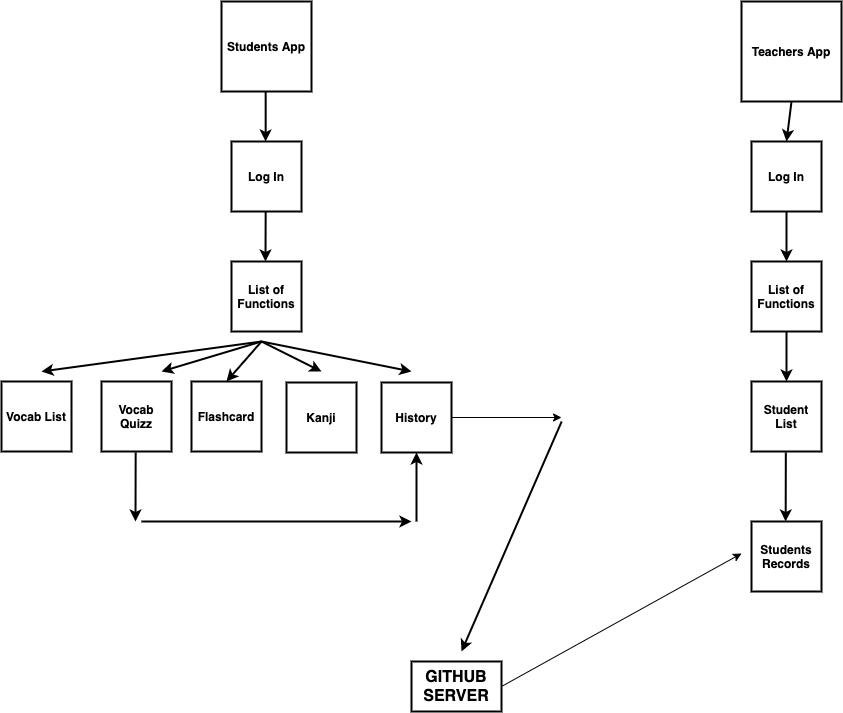 Students App
Teachers App
Log In
Log In
List of
Functions
List of
Functions
Vocab List
Vocab
Quizz
Flashcard
Kanji
History
Student
List
Students
Records
GITHUB
SERVER